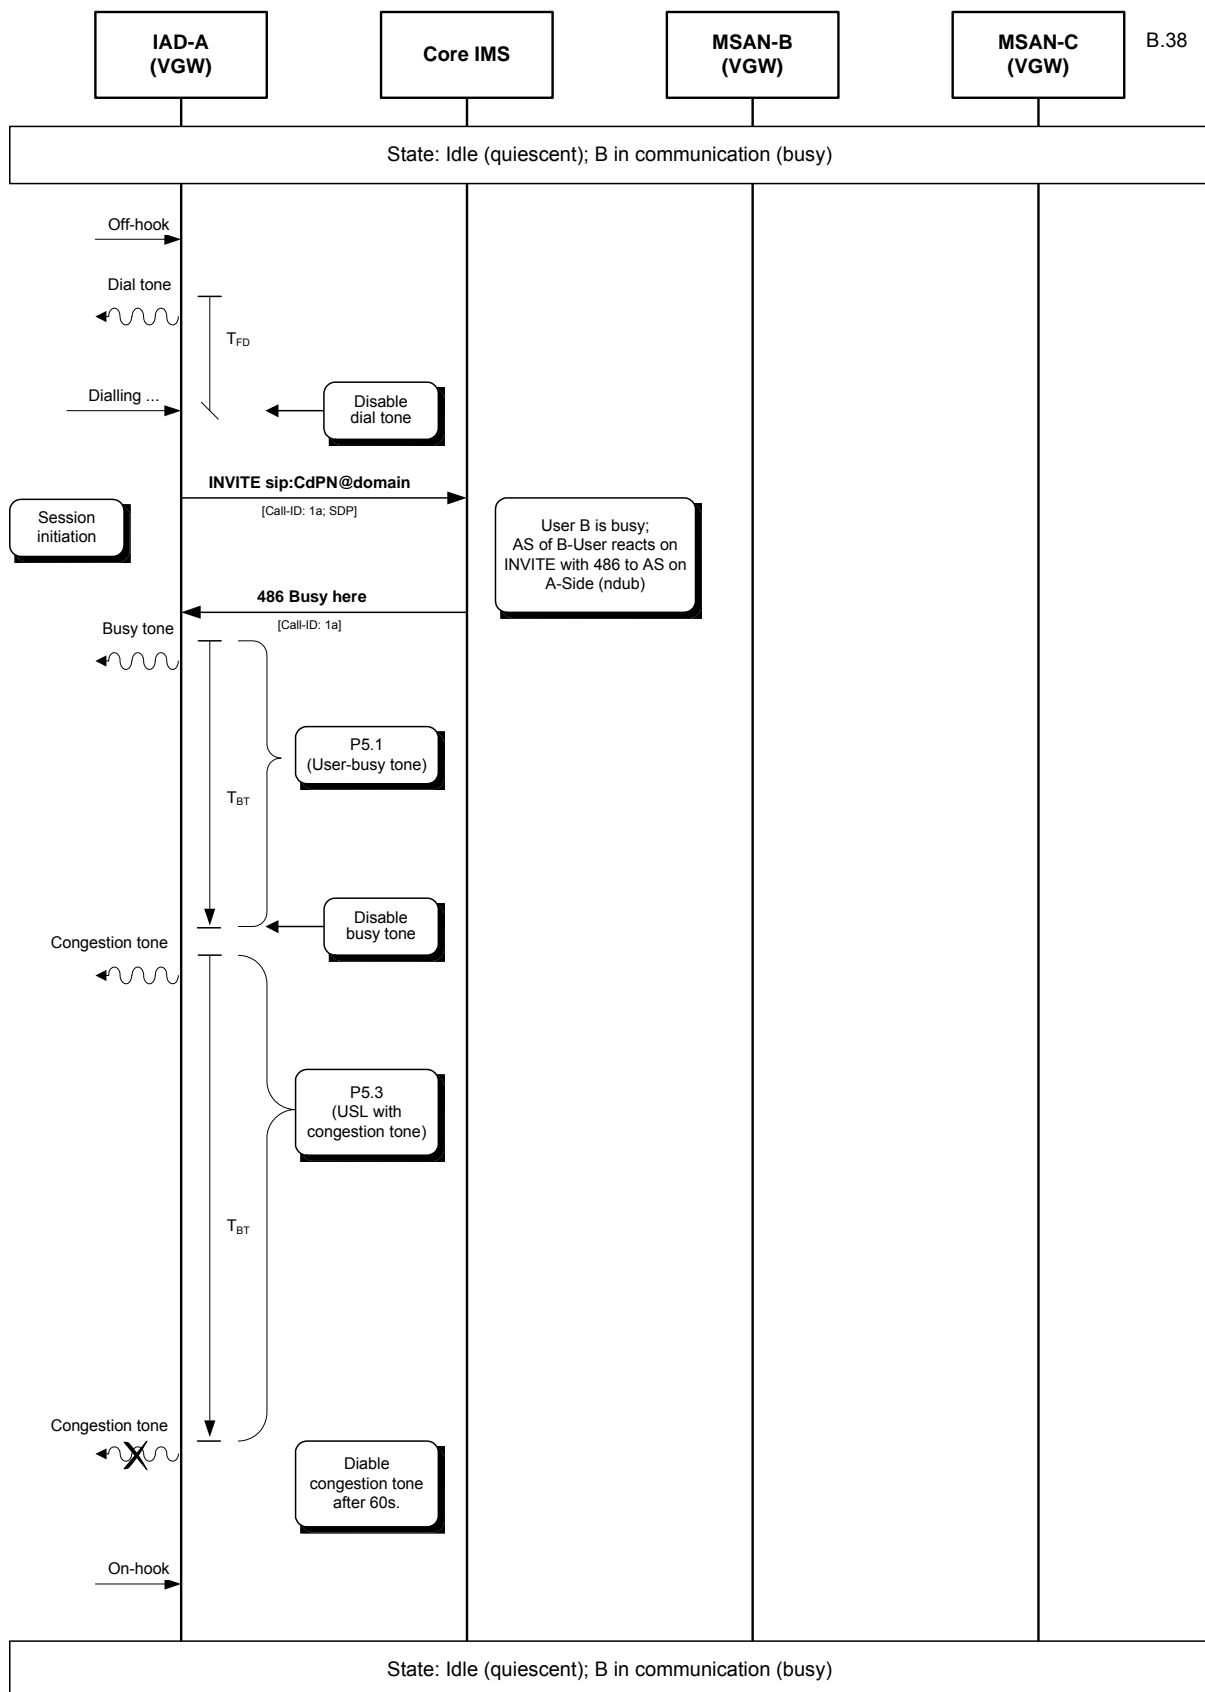 IAD-A
(VGW)
Core IMS
MSAN-B
(VGW)
MSAN-C
(VGW)
B.38
State: Idle (quiescent); B in communication (busy)
Off-hook
Dial tone
TFD
Dialling ...
Disable
dial tone
INVITE sip:CdPN@domain
[Call-ID: 1a; SDP]
Session
initiation
User B is busy;
AS of B-User reacts on
INVITE with 486 to AS on
A-Side (ndub)
486 Busy here
[Call-ID: 1a]
Busy tone
P5.1
(User-busy tone)
TBT
Disable
busy tone
Congestion tone
P5.3
(USL with
congestion tone)
TBT
Congestion tone
X
Diable
congestion tone
after 60s.
On-hook
State: Idle (quiescent); B in communication (busy)